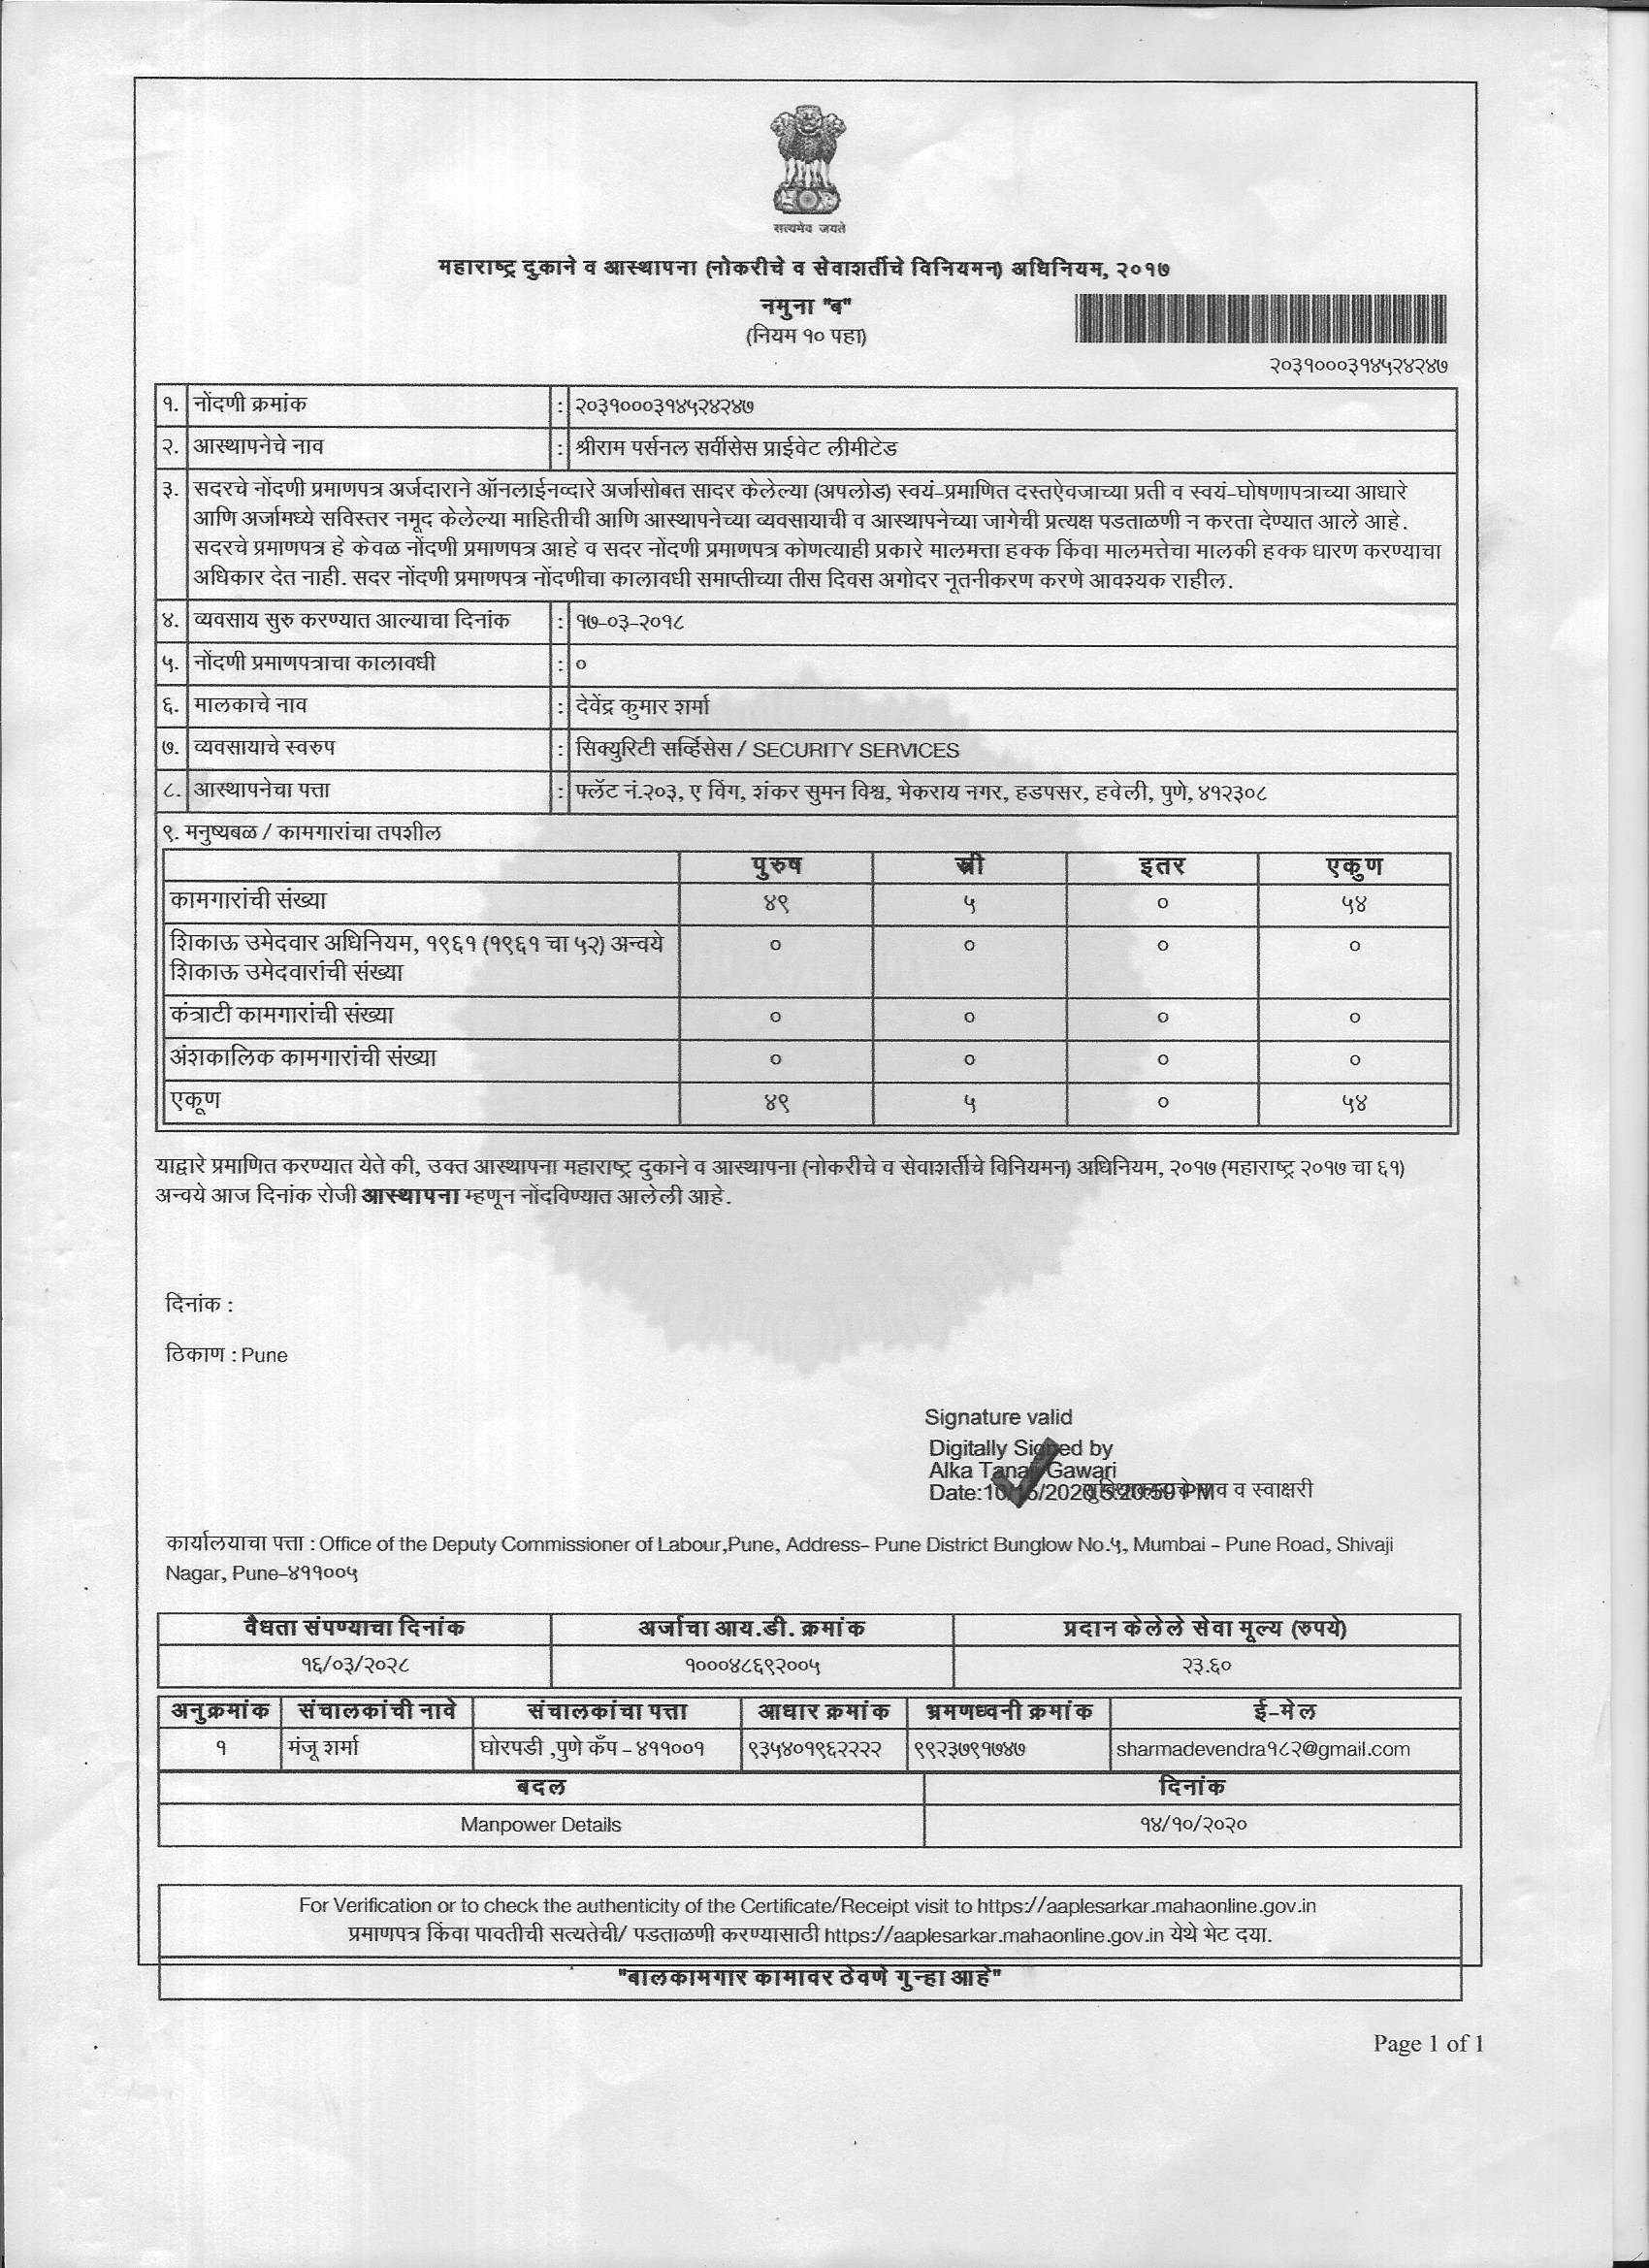 सत्यमेव जयते
महाराष्ट्र दुकाने व आस्थापना (नोकरीचे व सेवाशर्तीचे विनियमन) अधिनियम, २०१७
नमुना "ब"
(नियम १० पहा)
२०३१०००३१४५२४२४७
१. नोंदणी क्रमांक : २०३१०००३१४५२४२४७
२. आस्थापनेचे नाव : श्रीराम पर्सनल सर्वीसेस प्राईवेट लीमीटेड
३. सदरचे नोंदणी प्रमाणपत्र अर्जदाराने ऑनलाईनव्दारे अर्जासोबत सादर केलेल्या (अपलोड) स्वयं-प्रमाणित दस्तऐवजाच्या प्रती व स्वयं-घोषणापत्राच्या आधारे
आणि अर्जामध्ये सविस्तर नमूद केलेल्या माहितीची आणि आस्थापनेच्या व्यवसायाची व आस्थापनेच्या जागेची प्रत्यक्ष पडताळणी न करता देण्यात आले आहे.
सदरचे प्रमाणपत्र हे केवळ नोंदणी प्रमाणपत्र आहे व सदर नोंदणी प्रमाणपत्र कोणत्याही प्रकारे मालमत्ता हक्क किंवा मालमत्तेचा मालकी हक्क धारण करण्याचा
अधिकार देत नाही. सदर नोंदणी प्रमाणपत्र नोंदणीचा कालावधी समाप्तीच्या तीस दिवस अगोदर नूतनीकरण करणे आवश्यक राहील.
४. व्यवसाय सुरु करण्यात आल्याचा दिनांक : १७-०३-२०१८
५. नोंदणी प्रमाणपत्राचा कालावधी : ०
६. मालकाचे नाव : देवेंद्र कुमार शर्मा
७. व्यवसायाचे स्वरुप : सिक्युरिटी सर्व्हिसेस / SECURITY SERVICES
८. आस्थापनेचा पत्ता : फ्लॅट नं.२०३, ए विंग, शंकर सुमन विश्व, भेकराय नगर, हडपसर, हवेली, पुणे, ४१२३०८
९. मनुष्यबळ / कामगारांचा तपशील
पुरुष स्त्री इतर एकुण
कामगारांची संख्या ४९ ५ ० ५४
शिकाऊ उमेदवार अधिनियम, १९६१ (१९६१ चा ५२) अन्वये ० ० ० ०
शिकाऊ उमेदवारांची संख्या
कंत्राटी कामगारांची संख्या ० ० ० ०
अंशकालिक कामगारांची संख्या ० ० ० ०
एकूण ४९ ५ ० ५४
याद्वारे प्रमाणित करण्यात येते की, उक्त आस्थापना महाराष्ट्र दुकाने व आस्थापना (नोकरीचे व सेवाशर्तीचे विनियमन) अधिनियम, २०१७ (महाराष्ट्र २०१७ चा ६१)
अन्वये आज दिनांक रोजी आस्थापना म्हणून नोंदविण्यात आलेली आहे.
दिनांक :
ठिकाण : Pune
Signature valid
Digitally Signed by
Alka Tanaji Gawari
Date: PM व स्वाक्षरी
कार्यालयाचा पत्ता : Office of the Deputy Commissioner of Labour,Pune, Address- Pune District Bunglow No.५, Mumbai - Pune Road, Shivaji
Nagar, Pune-४११००५
वैधता संपण्याचा दिनांक अर्जाचा आय.डी. क्रमांक प्रदान केलेले सेवा मूल्य (रुपये)
१६/०३/२०२८ १०००४८६९२००५ २३.६०
अनुक्रमांक संचालकांची नावे संचालकांचा पत्ता आधार क्रमांक भ्रमणध्वनी क्रमांक ई-मेल
१ मंजू शर्मा घोरपडी ,पुणे कँप - ४११००१ ९३५४०१९६२२२२ ९९२३७९१७४७ sharmadevendra१८२@gmail.com
बदल दिनांक
Manpower Details १४/१०/२०२०
For Verification or to check the authenticity of the Certificate/Receipt visit to https://aaplesarkar.mahaonline.gov.in
प्रमाणपत्र किंवा पावतीची सत्यतेची/ पडताळणी करण्यासाठी https://aaplesarkar.mahaonline.gov.in येथे भेट दया.
"बालकामगार कामावर ठेवणे गुन्हा आहे"
Page 1 of 1